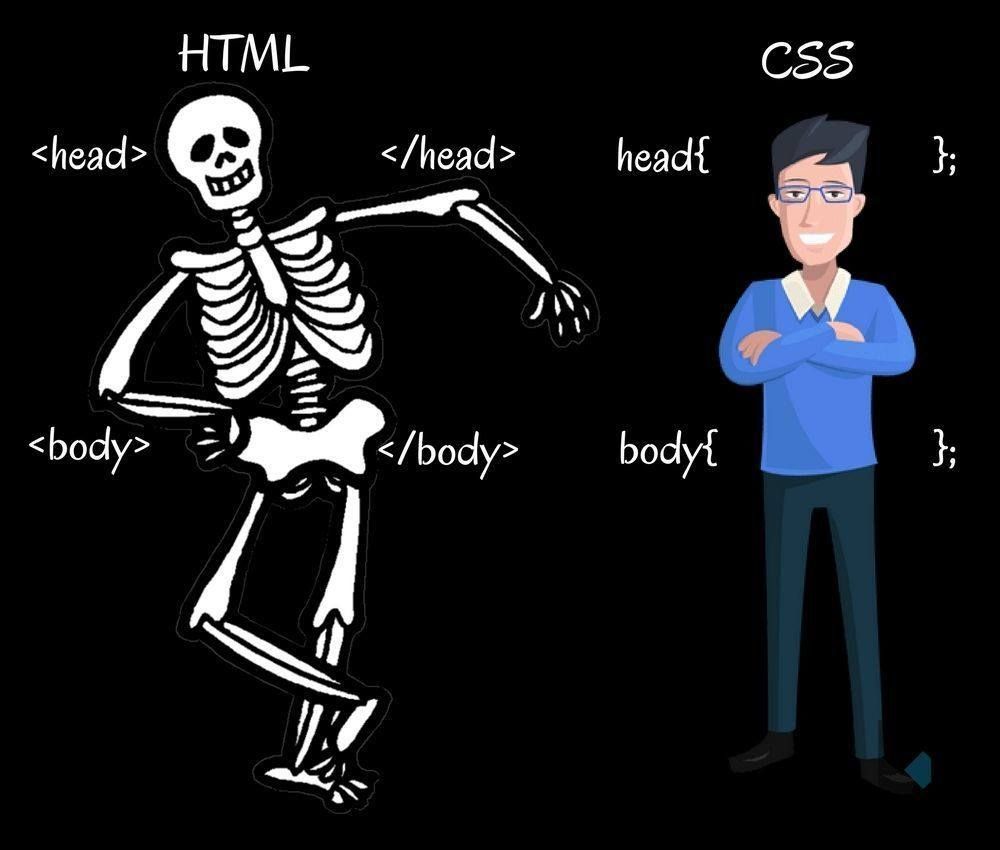 HTML
<head> </head>
<body> </body>
CSS
head{ };
body{ };